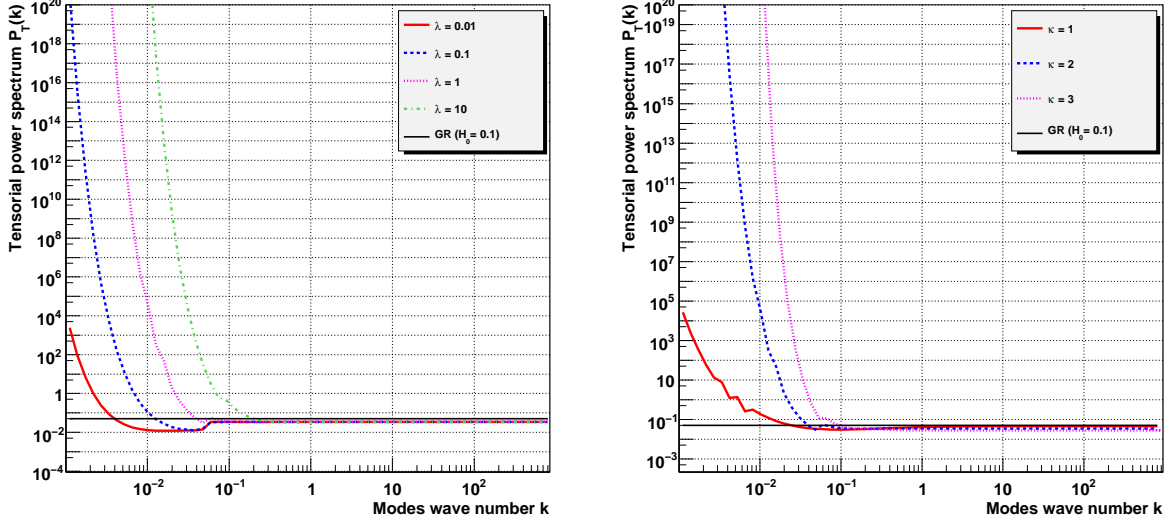 Tensorial power spectrum P_T(k)
10^20
10^18
10^16
10^14
10^12
10^10
10^8
10^6
10^4
10^2
1
10^−2
10^−4
λ = 0.01
λ = 0.1
λ = 1
λ = 10
GR (H_0 = 0.1)
10^−2
10^−1
1
10
10^2
Modes wave number k
Tensorial power spectrum P_T(k)
10^20
10^19
10^17
10^15
10^13
10^11
10^9
10^7
10^5
10^3
10
10^−1
10^−3
κ = 1
κ = 2
κ = 3
GR (H_0 = 0.1)
10^−2
10^−1
1
10
10^2
Modes wave number k